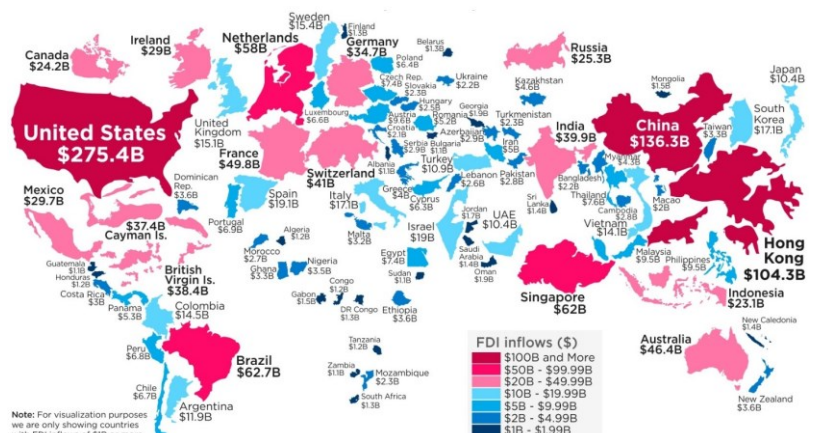 Canada
$24.2B
Ireland
$29B
Netherlands
$58B
Sweden
$15.4B
Finland
$1.3B
Germany
$34.7B
Belarus
$1.3B
Russia
$25.3B
Mongolia
$1.5B
Japan
$10.4B
Poland
$6.4B
Czech Rep.
$7.4B
Slovakia
$2.3B
Ukraine
$2.2B
Kazakhstan
$4.6B
United States
$275.4B
United
Kingdom
$15.1B
Luxembourg
$6.6B
Hungary
$2.5B
Austria
$9.6B
Romania
$5.2B
Georgia
$1.9B
Turkmenistan
$2.3B
China
$136.3B
Taiwan
$3.3B
South
Korea
$17.1B
France
$49.8B
Croatia
$2.1B
Serbia
$2.9B
Bulgaria
$1.1B
Azerbaijan
$2.9B
Iran
$5B
India
$39.9B
Myanmar
$4.3B
Switzerland
$41B
Albania
$1.1B
Turkey
$10.9B
Lebanon
$2.6B
Pakistan
$2.8B
Bangladesh
$2.2B
Dominican
Rep.
$3.6B
Mexico
$29.7B
Spain
$19.1B
Italy
$17.1B
Greece
$4B
Cyprus
$6.3B
Sri
Lanka
$1.4B
Thailand
$7.6B
Cambodia
$2.8B
Macao
$2B
Portugal
$6.9B
Jordan
$1.7B
UAE
$10.4B
Vietnam
$14.1B
$37.4B
Cayman Is.
Algeria
$1.2B
Malta
$3.2B
Israel
$19B
Morocco
$2.7B
Egypt
$7.4B
Saudi
Arabia
$1.4B
Oman
$1.9B
Malaysia
$9.5B
Philippines
$9.5B
Hong
Kong
$104.3B
Guatemala
$1.1B
Honduras
$1.2B
Costa Rica
$3B
British
Virgin Is.
$38.4B
Ghana
$3.3B
Nigeria
$3.5B
Sudan
$1.1B
Panama
$5.3B
Colombia
$14.5B
Gabon
$1.5B
Congo
$1.2B
DR Congo
$1.3B
Ethiopia
$3.6B
Singapore
$62B
Indonesia
$23.1B
Peru
$6.8B
Brazil
$62.7B
Tanzania
$1.2B
New Caledonia
$1.4B
Australia
$46.4B
Zambia
$1.1B
Mozambique
$2.3B
South Africa
$1.3B
New Zealand
$3.6B
Chile
$6.7B
Argentina
$11.9B
FDI inflows ($)
$100B and More
$50B - $99.99B
$20B - $49.99B
$10B - $19.99B
$5B - $9.99B
$2B - $4.99B
$1B - $1.99B
Note: For visualization purposes
we are only showing countries